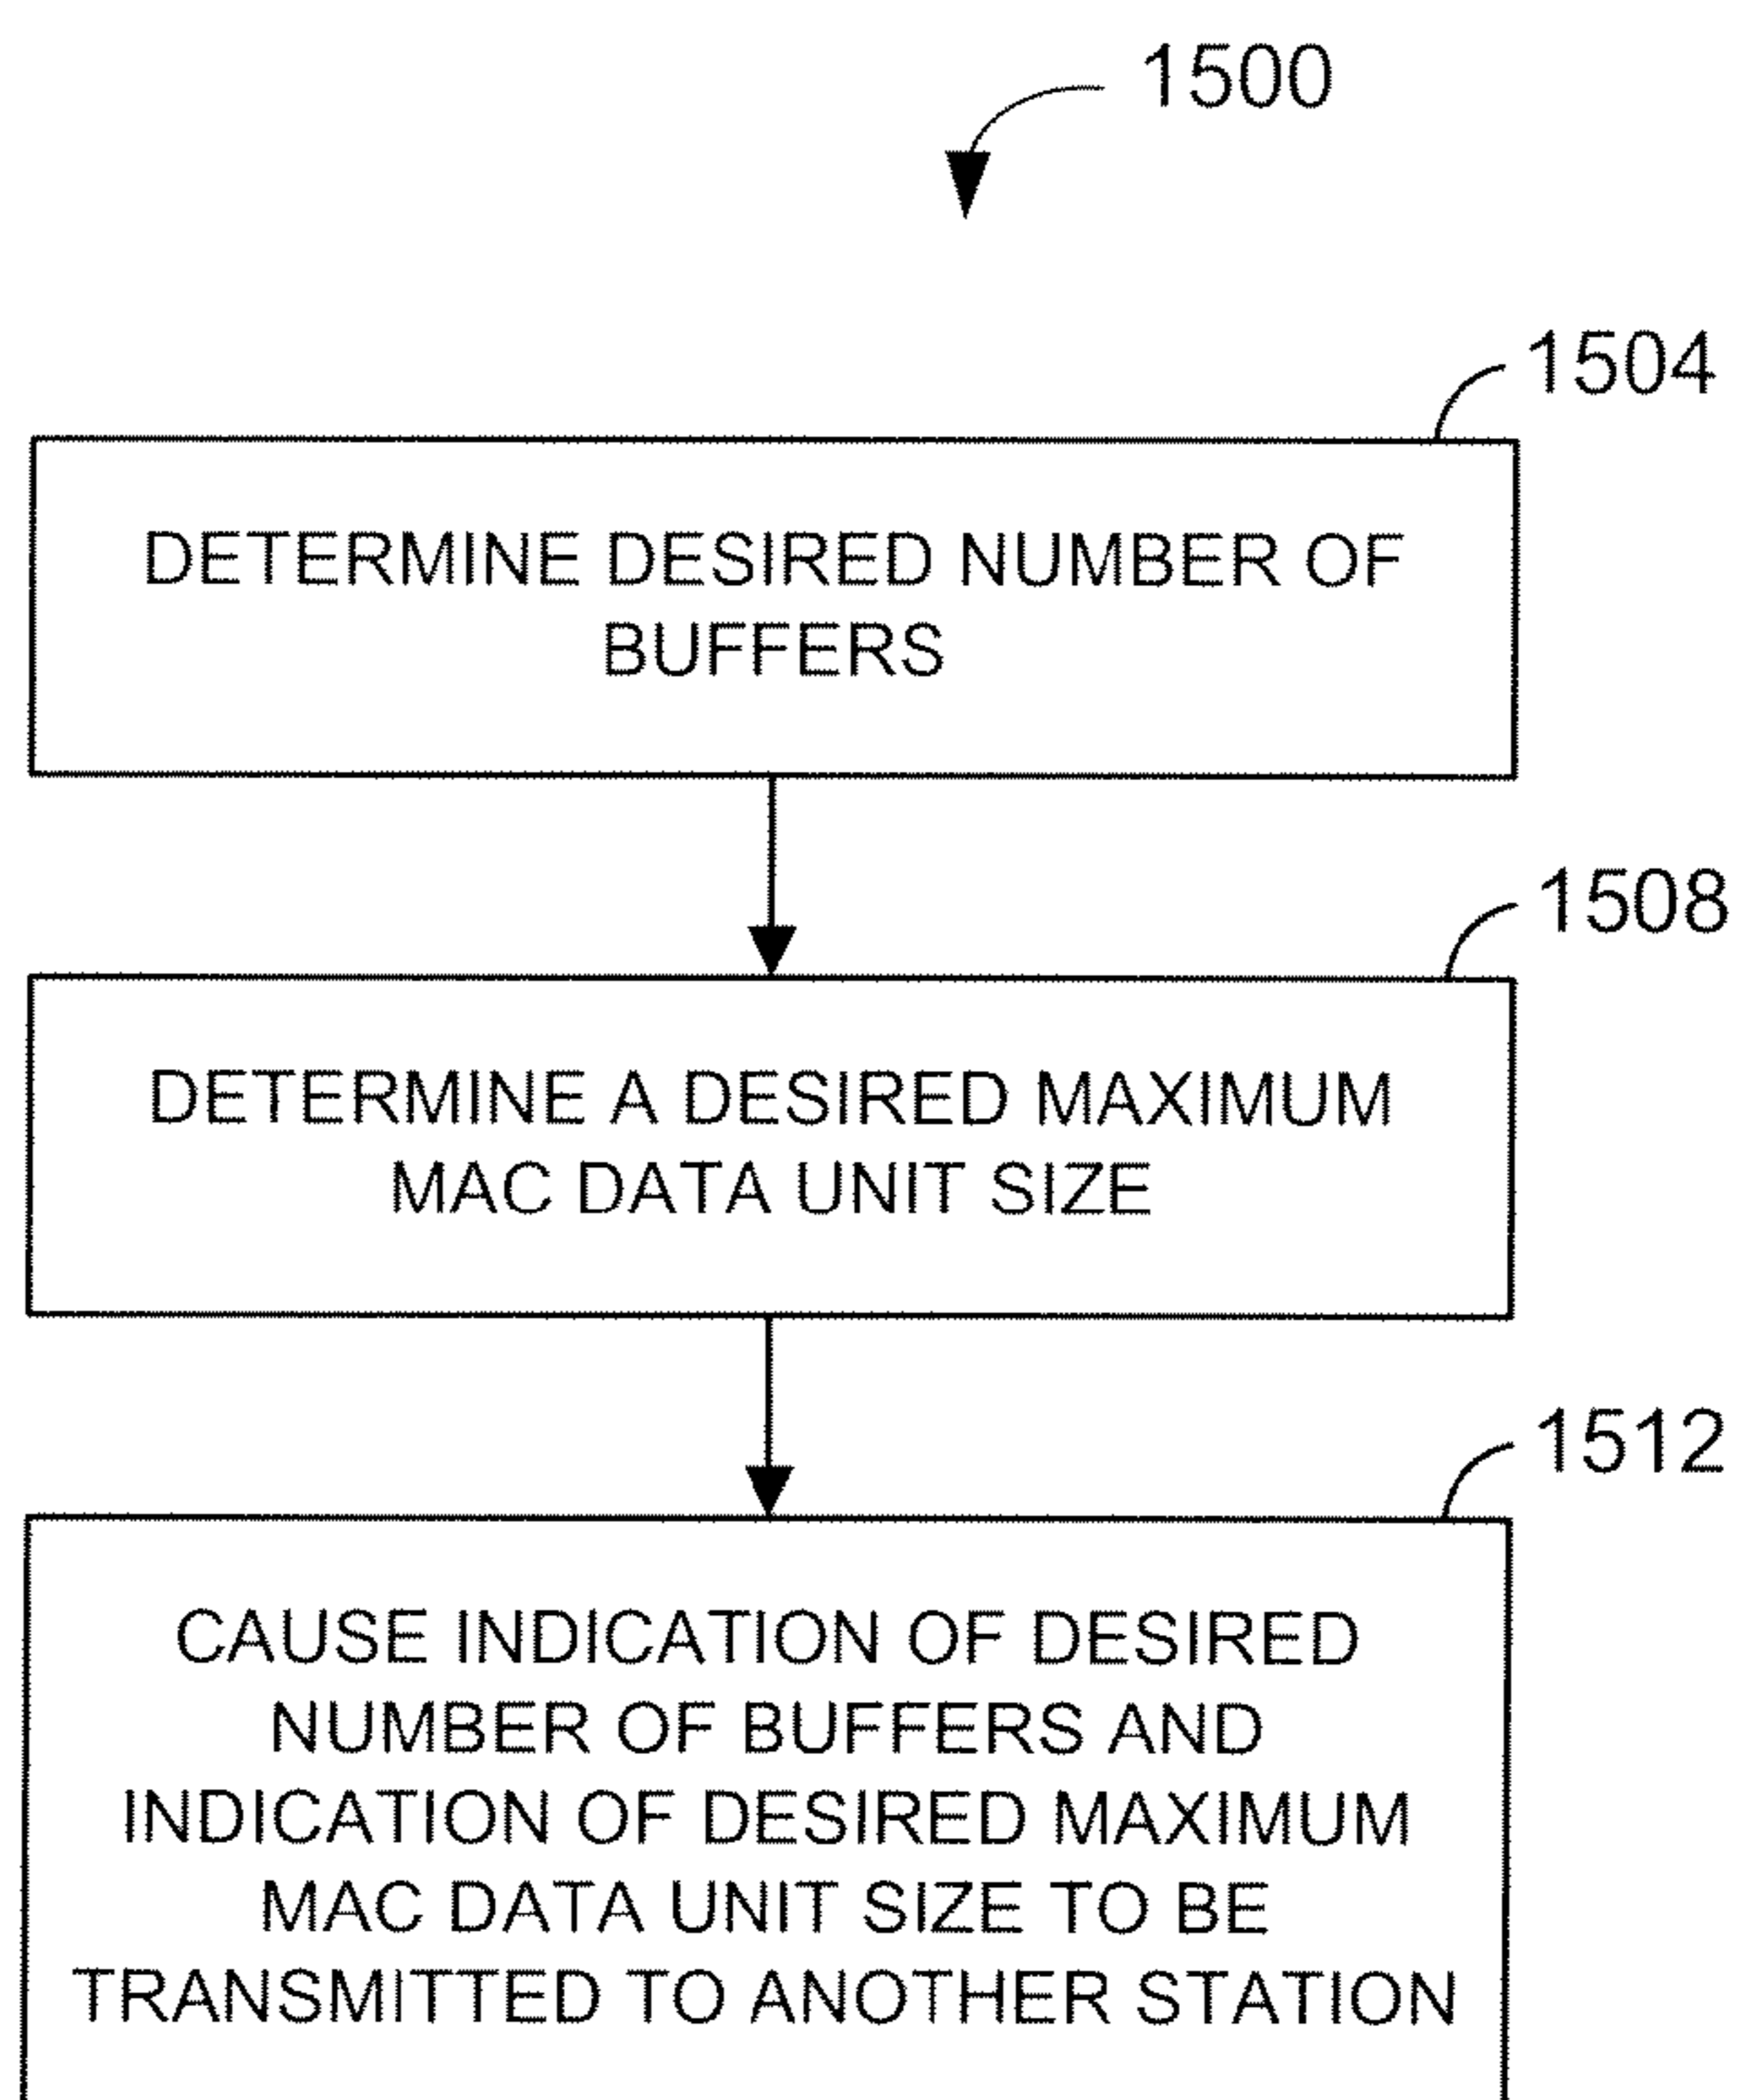 1500
1504
DETERMINE DESIRED NUMBER OF
BUFFERS
1508
DETERMINE A DESIRED MAXIMUM
MAC DATA UNIT SIZE
1512
CAUSE INDICATION OF DESIRED
NUMBER OF BUFFERS AND
INDICATION OF DESIRED MAXIMUM
MAC DATA UNIT SIZE TO BE
TRANSMITTED TO ANOTHER STATION